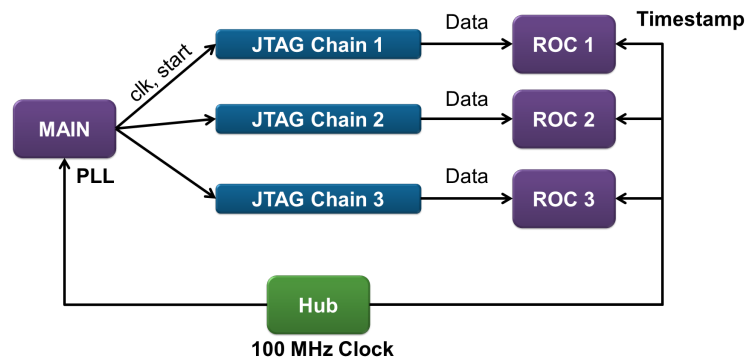 Data
Timestamp
JTAG Chain 1
ROC 1
clk, start
Data
MAIN
JTAG Chain 2
ROC 2
PLL
Data
JTAG Chain 3
ROC 3
Hub
100 MHz Clock